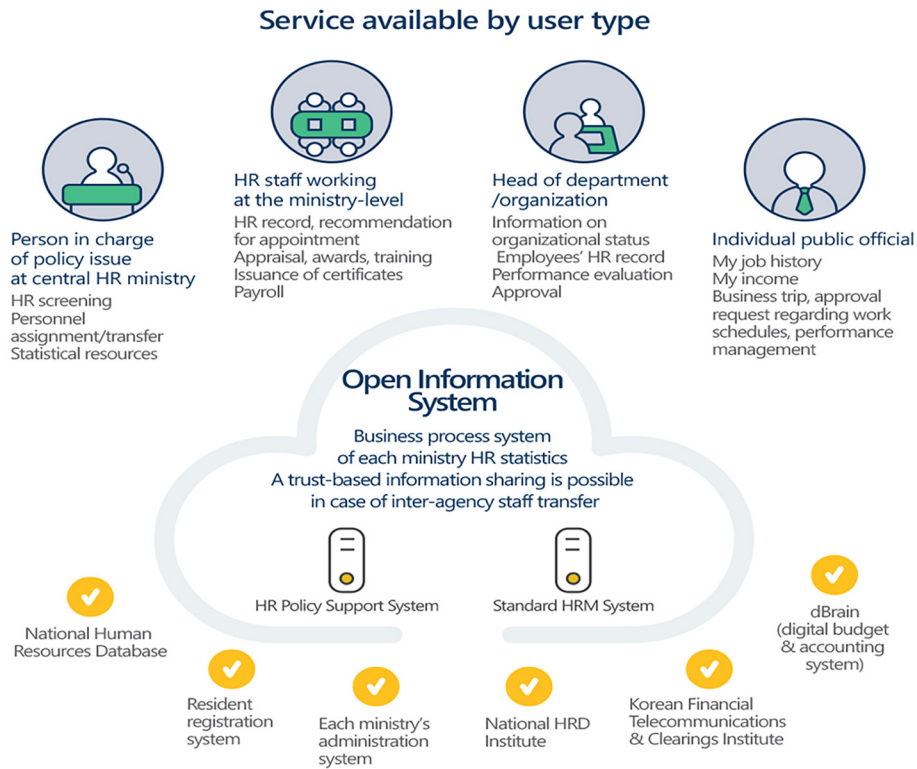 Service available by user type
Person in charge
of policy issue
at central HR ministry
HR screening
Personnel
assignment/transfer
Statistical resources
HR staff working
at the ministry-level
HR record, recommendation
for appointment
Appraisal, awards, training
Issuance of certificates
Payroll
Head of department
/organization
Information on
organizational status
Employees' HR record
Performance evaluation
Approval
Individual public official
My job history
My income
Business trip, approval
request regarding work
schedules, performance
management
Open Information
System
Business process system
of each ministry HR statistics
A trust-based information sharing is possible
in case of inter-agency staff transfer
HR Policy Support System
Standard HRM System
National Human
Resources Database
Resident
registration
system
Each ministry's
administration
system
National HRD
Institute
Korean Financial
Telecommunications
& Clearings Institute
dBrain
(digital budget
& accounting
system)